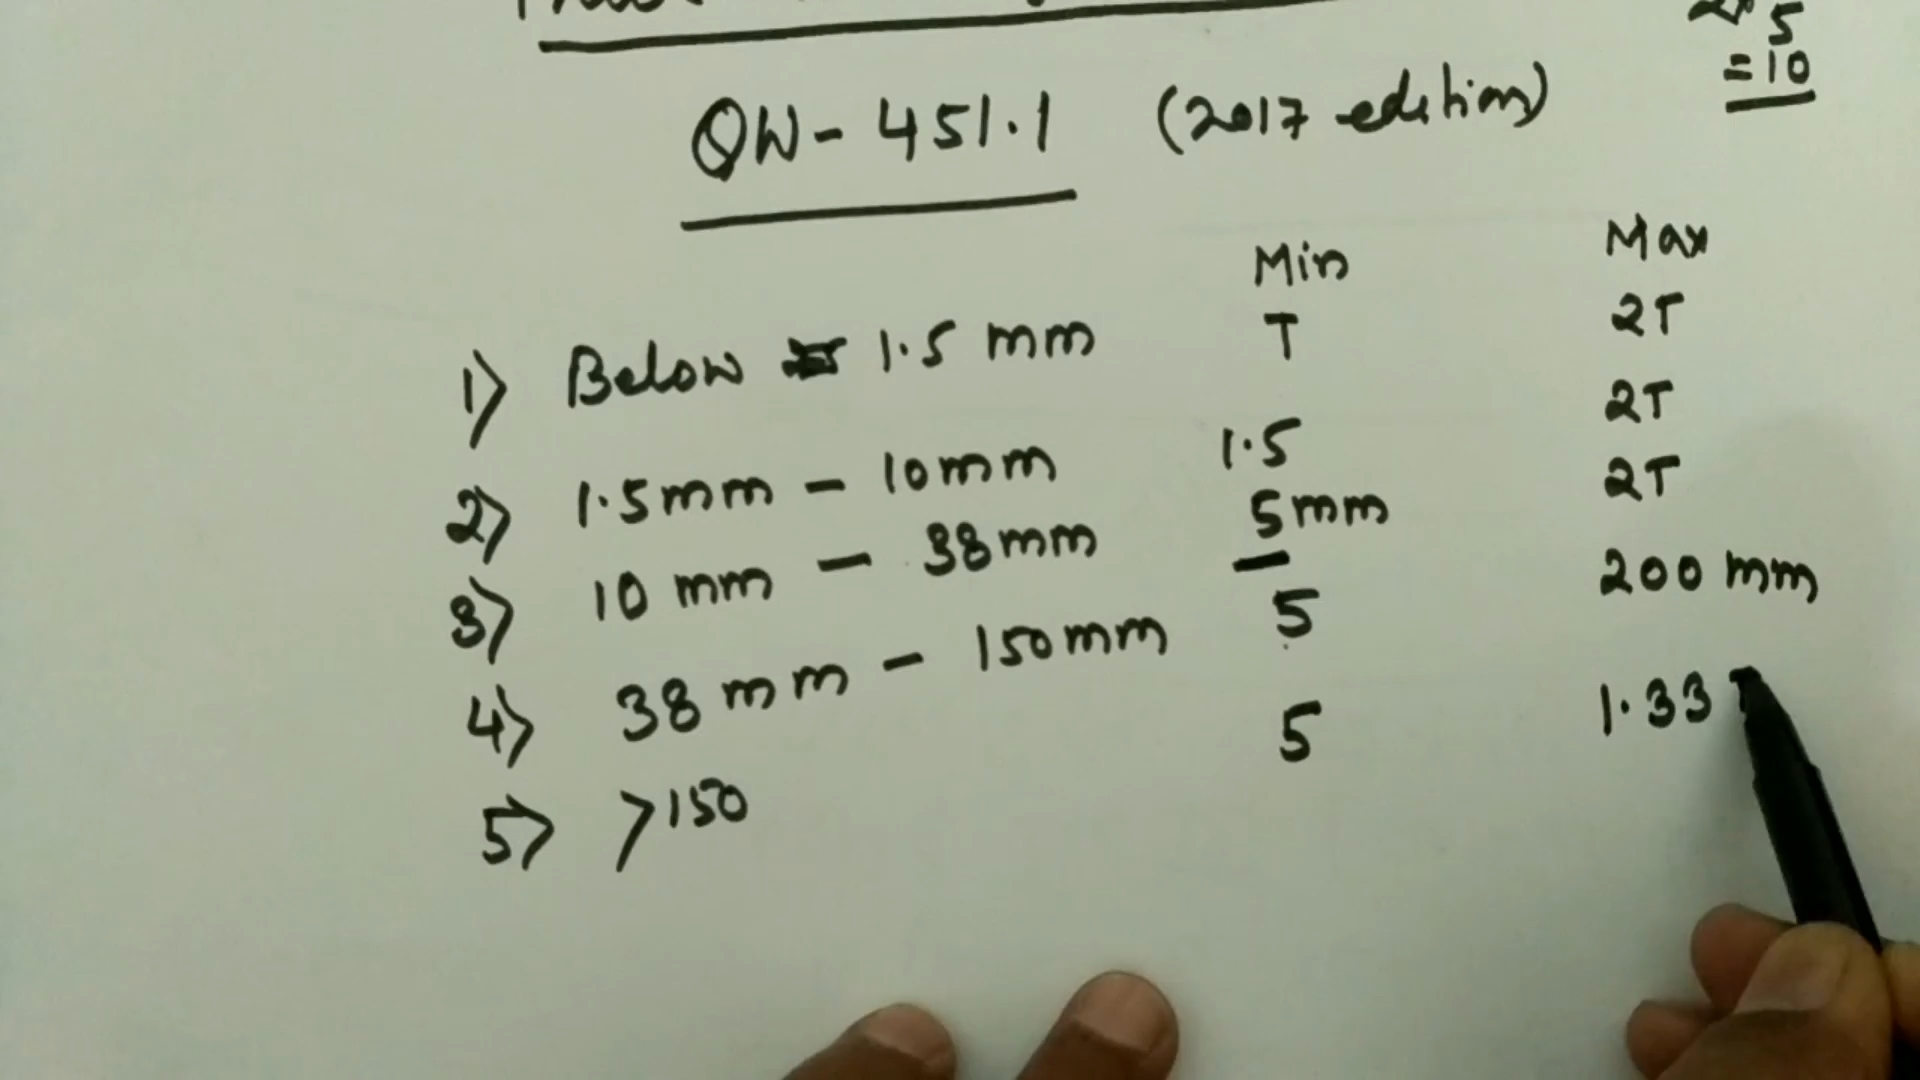 5
=10
QW-451.1 (2017 edition)
Min Max
1) Below 1.5 mm T 2T
2) 1.5mm - 10mm 1.5 2T
3) 10 mm - 38mm 5mm 2T
4) 38 mm - 150mm 5 200 mm
5) >150 5 1.33